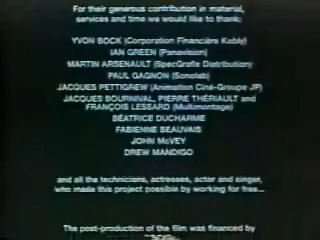 For their generous contribution in material,
services and time we would like to thank:
YVON BOCK (Corporation Financière Kobly)
IAN GREEN (Panavision)
MARTIN ARSENAULT (SpecGrafie Distribution)
PAUL GAGNON (Sonolab)
JACQUES PETTIGREW (Animation Ciné-Groupe JP)
JACQUES BOURNIVAL, PIERRE THÉRIAULT and
FRANÇOIS LESSARD (Multimontage)
BÉATRICE DUCHARME
FABIENNE BEAUVAIS
JOHN McVEY
DREW MANDIGO
and all the technicians, actresses, actor and singer,
who made this project possible by working for free...
The post-production of the film was financed by